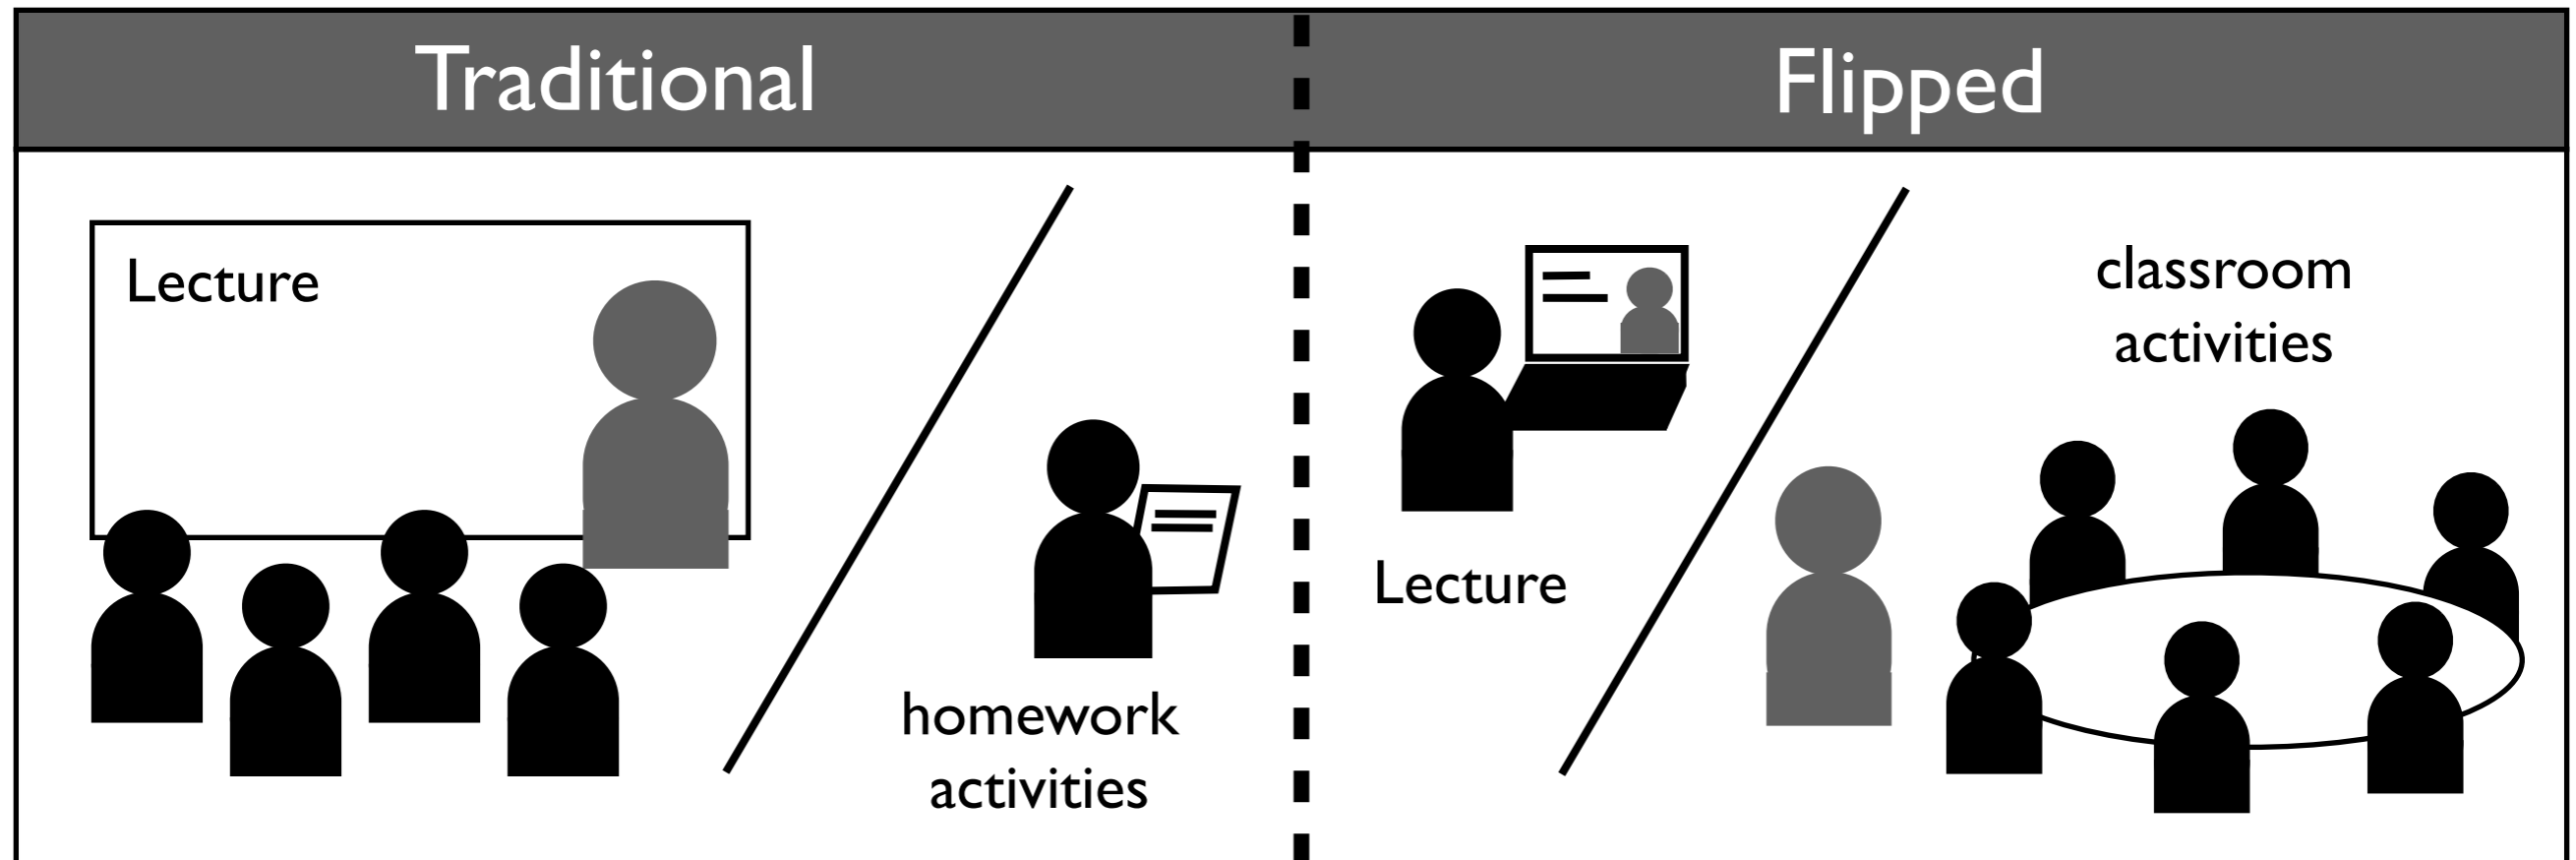 Traditional
Lecture
homework
activities
Flipped
Lecture
classroom
activities